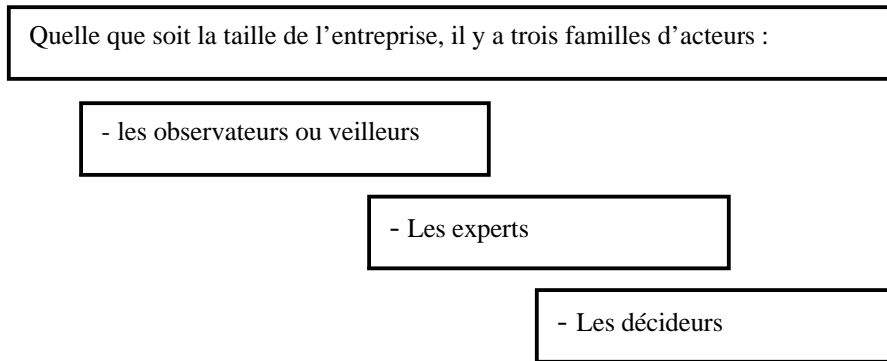 Quelle que soit la taille de l’entreprise, il y a trois familles d’acteurs :
- les observateurs ou veilleurs
- Les experts
- Les décideurs